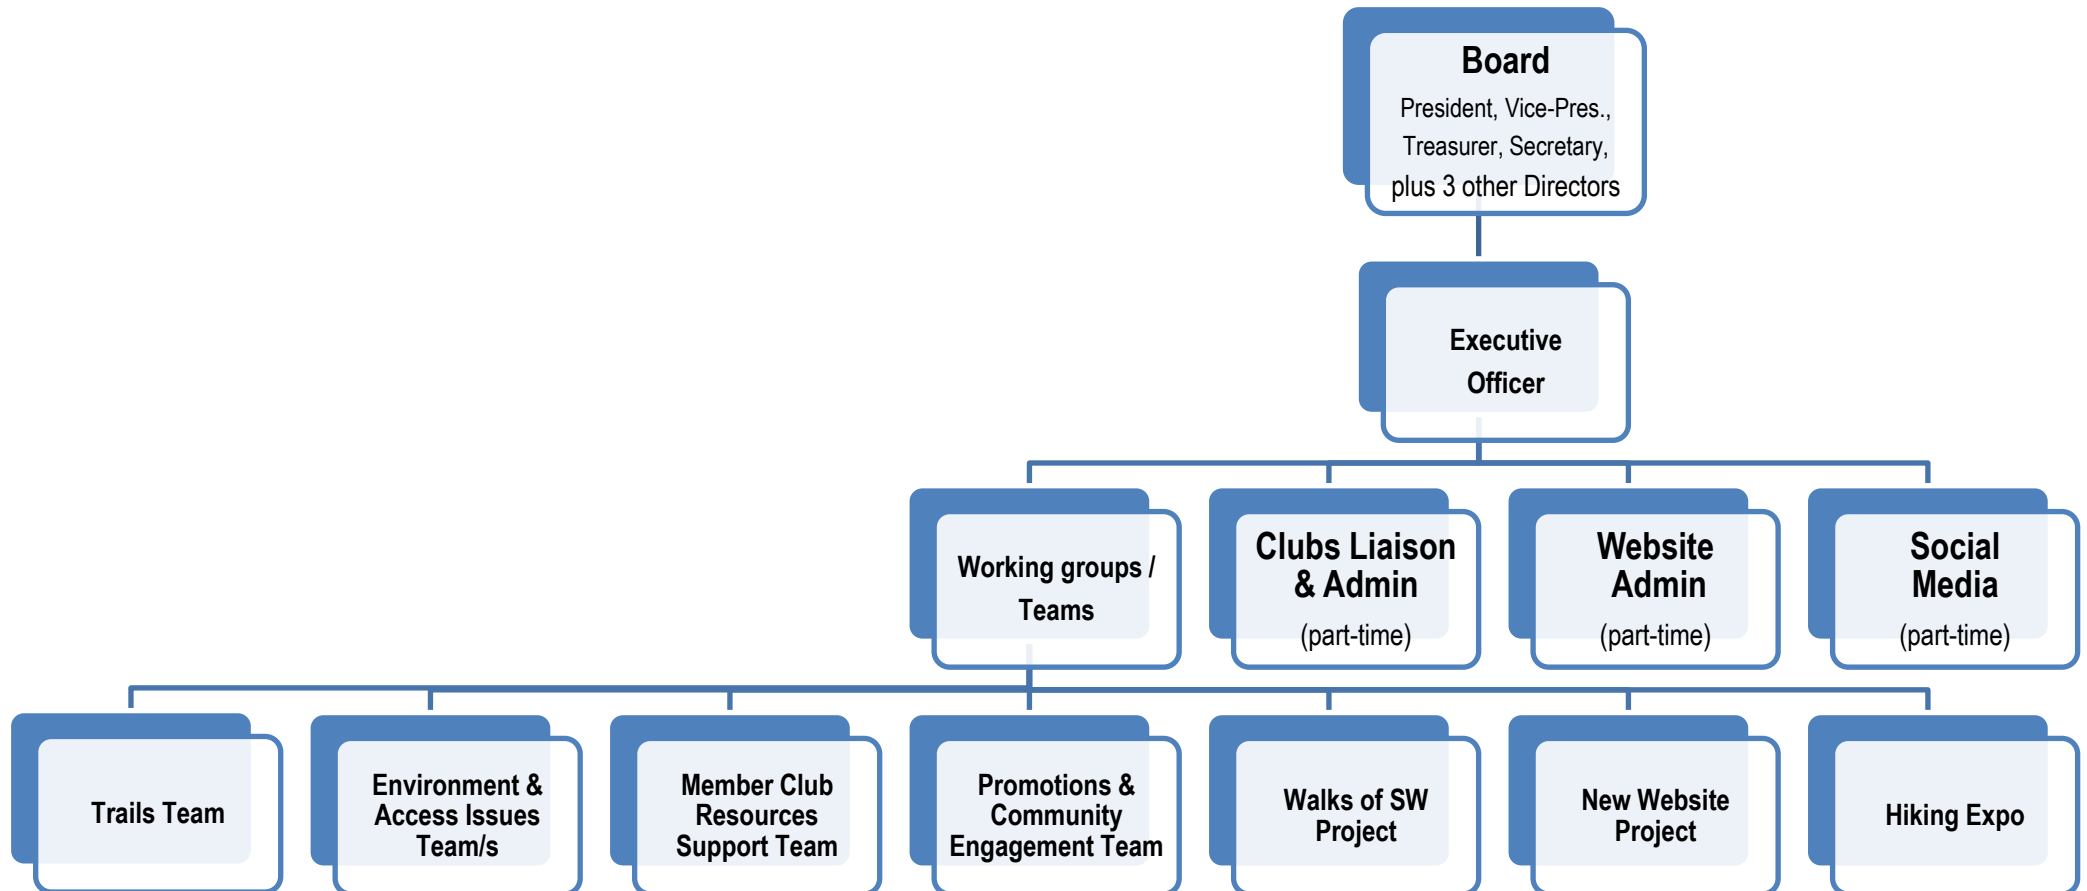 Board
President, Vice-Pres.,
Treasurer, Secretary,
plus 3 other Directors
Executive
Officer
Working groups /
Teams
Clubs Liaison
& Admin
(part-time)
Website
Admin
(part-time)
Social
Media
(part-time)
Trails Team
Environment &
Access Issues
Team/s
Member Club
Resources
Support Team
Promotions &
Community
Engagement Team
Walks of SW
Project
New Website
Project
Hiking Expo